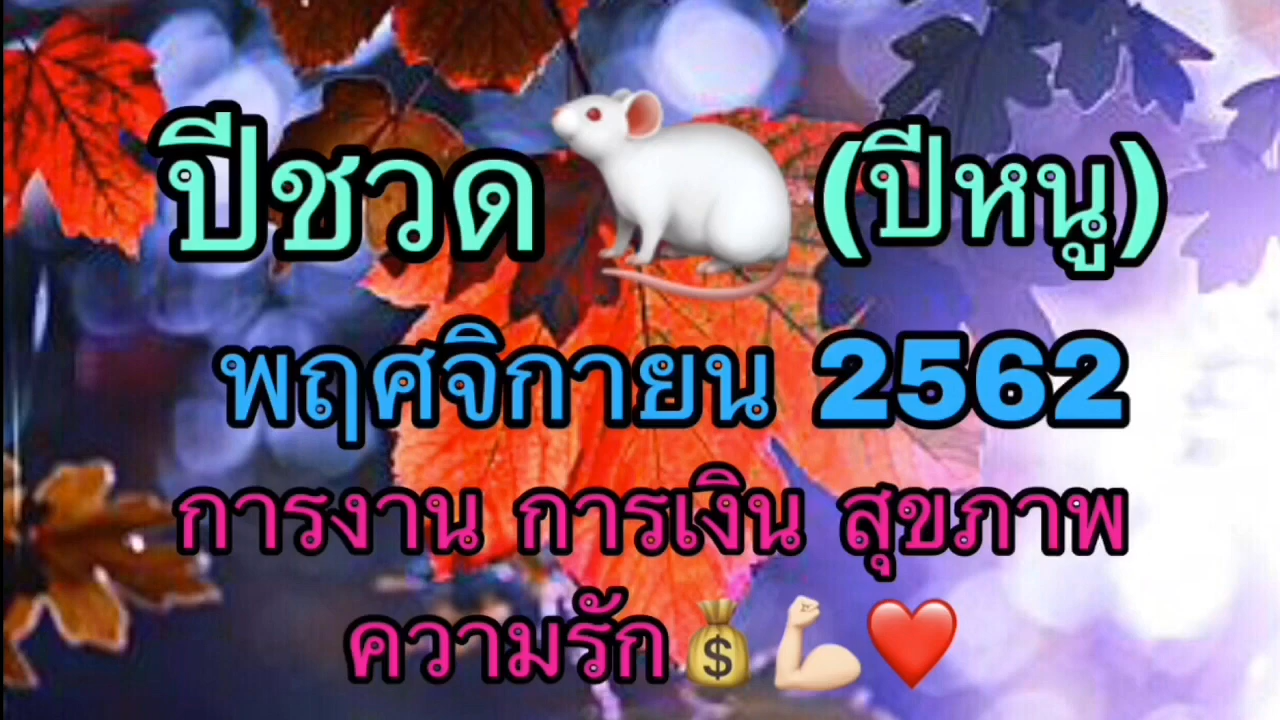 ปีชวด🐁(ปีหนู)
พฤศจิกายน 2562
การงาน การเงิน สุขภาพ
ความรัก💰💪🏻❤️